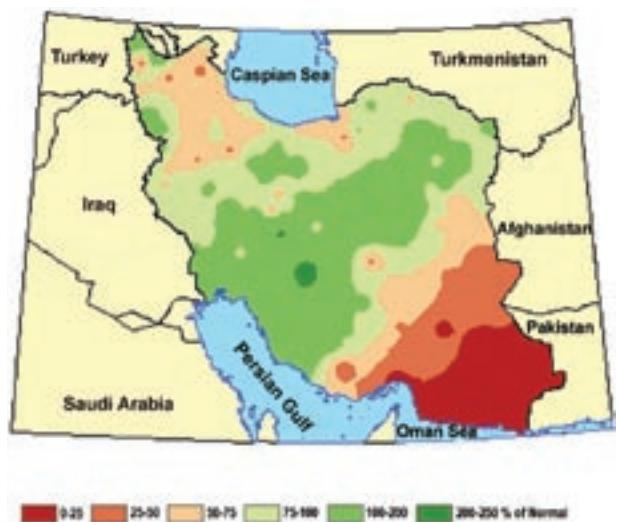 Turkey
Caspian Sea
Turkmenistan
Iraq
Afghanistan
Pakistan
Persian Gulf
Saudi Arabia
Oman Sea
0-25 25-50 50-75 75-100 100-200 200-250 % of Normal